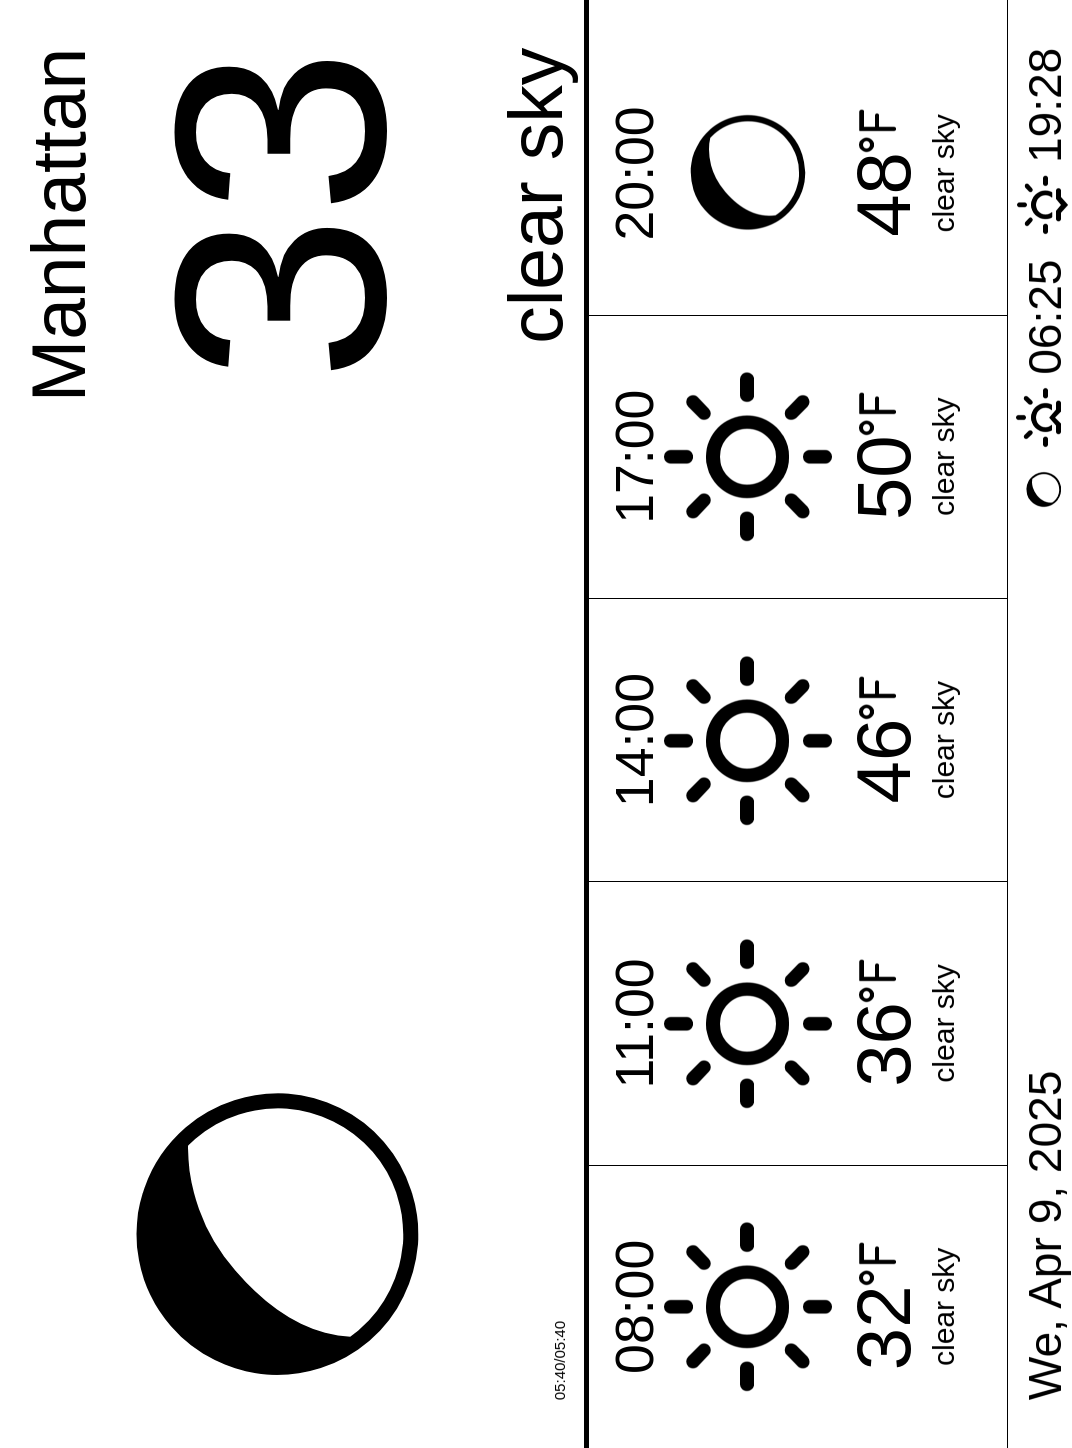 Manhattan
33
clear sky
05:40/05:40
08:00 11:00 14:00 17:00 20:00
32°F 36°F 46°F 50°F 48°F
clear sky clear sky clear sky clear sky clear sky
We, Apr 9, 2025 06:25 19:28